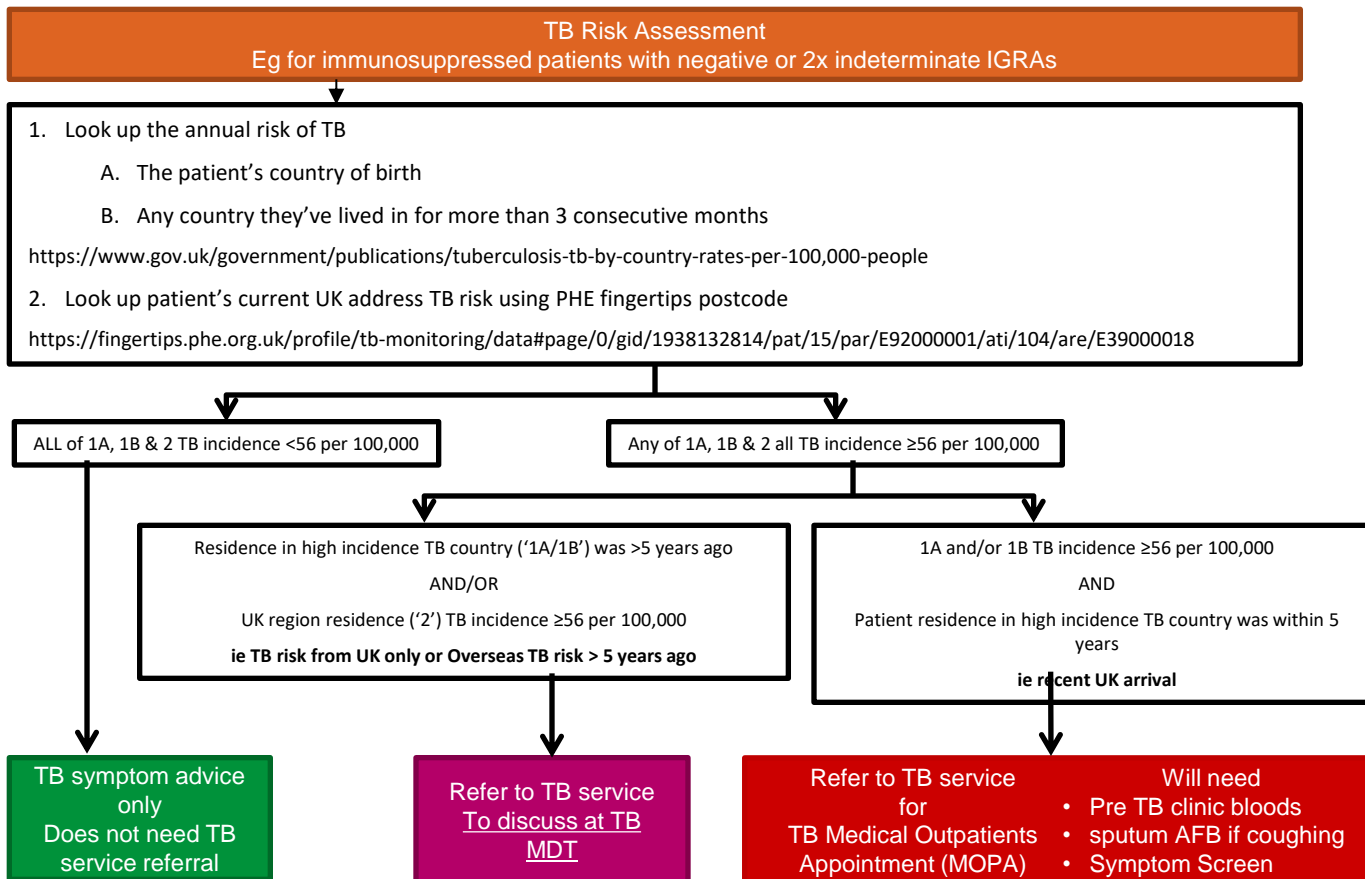 TB Risk Assessment
Eg for immunosuppressed patients with negative or 2x indeterminate IGRAs
1. Look up the annual risk of TB
A. The patient’s country of birth
B. Any country they’ve lived in for more than 3 consecutive months
https://www.gov.uk/government/publications/tuberculosis-tb-by-country-rates-per-100,000-people
2. Look up patient’s current UK address TB risk using PHE fingertips postcode
https://fingertips.phe.org.uk/profile/tb-monitoring/data#page/0/gid/1938132814/pat/15/par/E92000001/ati/104/are/E39000018
ALL of 1A, 1B & 2 TB incidence <56 per 100,000
Any of 1A, 1B & 2 all TB incidence ≥56 per 100,000
Residence in high incidence TB country (‘1A/1B’) was >5 years ago
AND/OR
UK region residence (‘2’) TB incidence ≥56 per 100,000
ie TB risk from UK only or Overseas TB risk > 5 years ago
1A and/or 1B TB incidence ≥56 per 100,000
AND
Patient residence in high incidence TB country was within 5
years
ie recent UK arrival
TB symptom advice
only
Does not need TB
service referral
Refer to TB service
To discuss at TB
MDT
Refer to TB service
for
TB Medical Outpatients
Appointment (MOPA)
Will need
• Pre TB clinic bloods
• sputum AFB if coughing
• Symptom Screen